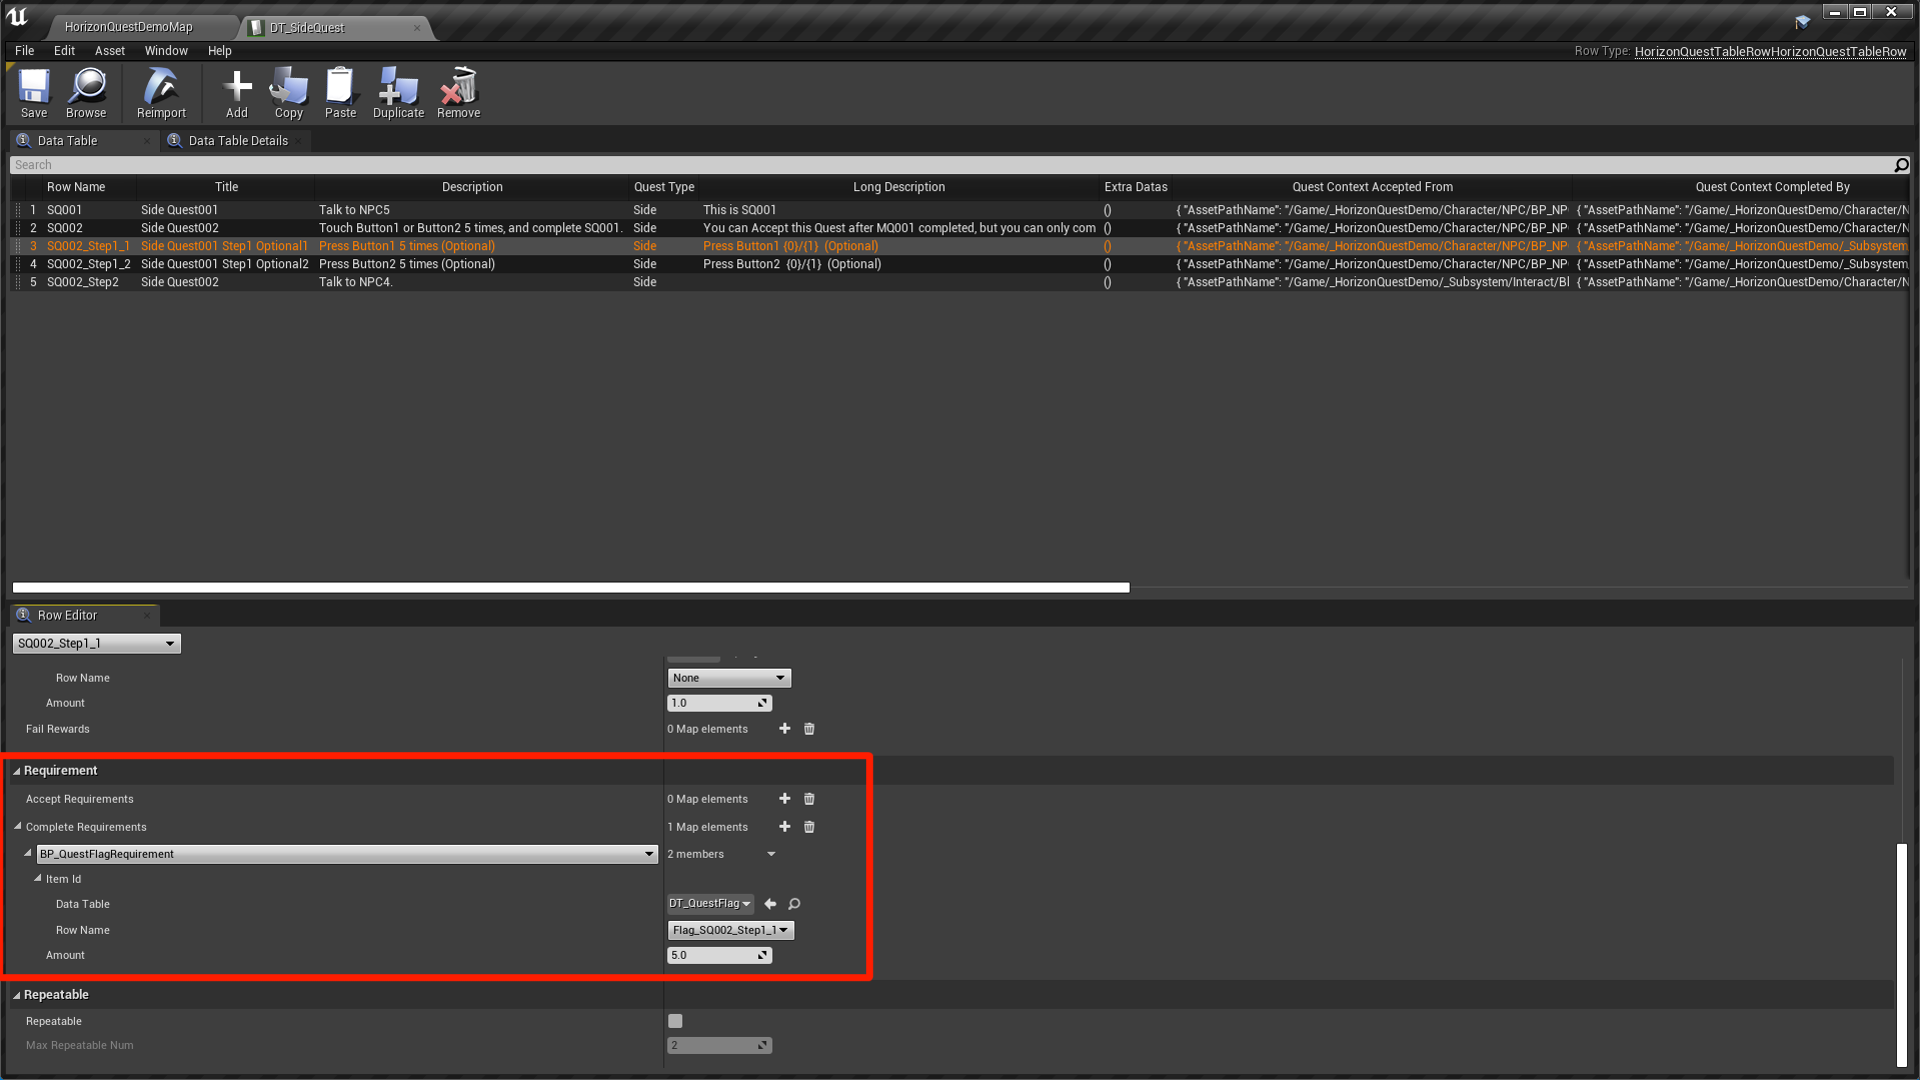 HorizonQuestDemoMap
DT_SideQuest
File Edit Asset Window Help
Row Type: HorizonQuestTableRowHorizonQuestTableRow
Save Browse Reimport Add Copy Paste Duplicate Remove
Data Table
Data Table Details
Search
Row Name Title Description Quest Type Long Description Extra Datas Quest Context Accepted From Quest Context Completed By
1 SQ001 Side Quest001 Talk to NPC5 Side This is SQ001 () { "AssetPathName": "/Game/_HorizonQuestDemo/Character/NPC/BP_NP { "AssetPathName": "/Game/_HorizonQuestDemo/Character/N
2 SQ002 Side Quest002 Touch Button1 or Button2 5 times, and complete SQ001. Side You can Accept this Quest after MQ001 completed, but you can only com () { "AssetPathName": "/Game/_HorizonQuestDemo/Character/NPC/BP_NP { "AssetPathName": "/Game/_HorizonQuestDemo/Character/N
3 SQ002_Step1_1 Side Quest001 Step1 Optional1 Press Button1 5 times (Optional) Side Press Button1 {0}/{1} (Optional) () { "AssetPathName": "/Game/_HorizonQuestDemo/Character/NPC/BP_NP { "AssetPathName": "/Game/_HorizonQuestDemo/_Subsystem
4 SQ002_Step1_2 Side Quest001 Step1 Optional2 Press Button2 5 times (Optional) Side Press Button2 {0}/{1} (Optional) () { "AssetPathName": "/Game/_HorizonQuestDemo/Character/NPC/BP_NP { "AssetPathName": "/Game/_HorizonQuestDemo/_Subsystem
5 SQ002_Step2 Side Quest002 Talk to NPC4. Side () { "AssetPathName": "/Game/_HorizonQuestDemo/_Subsystem/Interact/Bl { "AssetPathName": "/Game/_HorizonQuestDemo/Character/N
Row Editor
SQ002_Step1_1
Row Name None
Amount 1.0
Fail Rewards 0 Map elements
Requirement
Accept Requirements 0 Map elements
Complete Requirements 1 Map elements
BP_QuestFlagRequirement 2 members
Item Id
Data Table DT_QuestFlag
Row Name Flag_SQ002_Step1_1
Amount 5.0
Repeatable
Repeatable
Max Repeatable Num 2